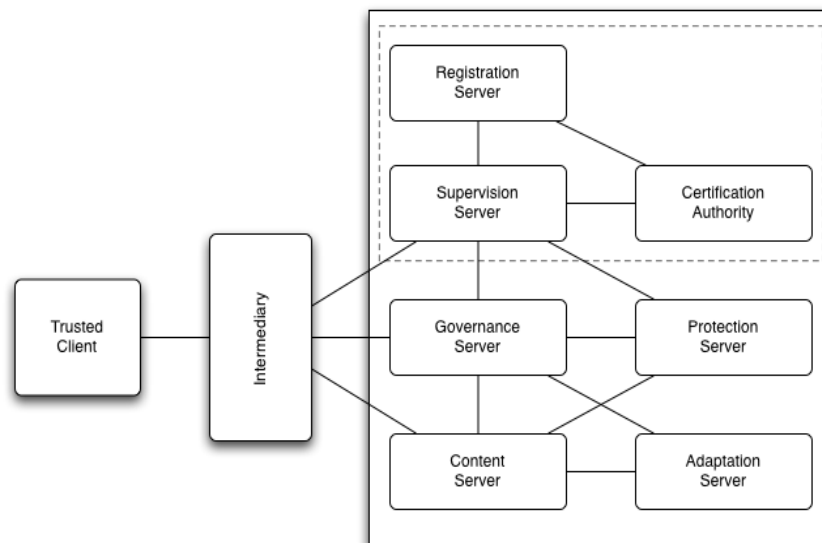 Registration
Server
Supervision
Server
Certification
Authority
Trusted
Client
Intermediary
Governance
Server
Protection
Server
Content
Server
Adaptation
Server